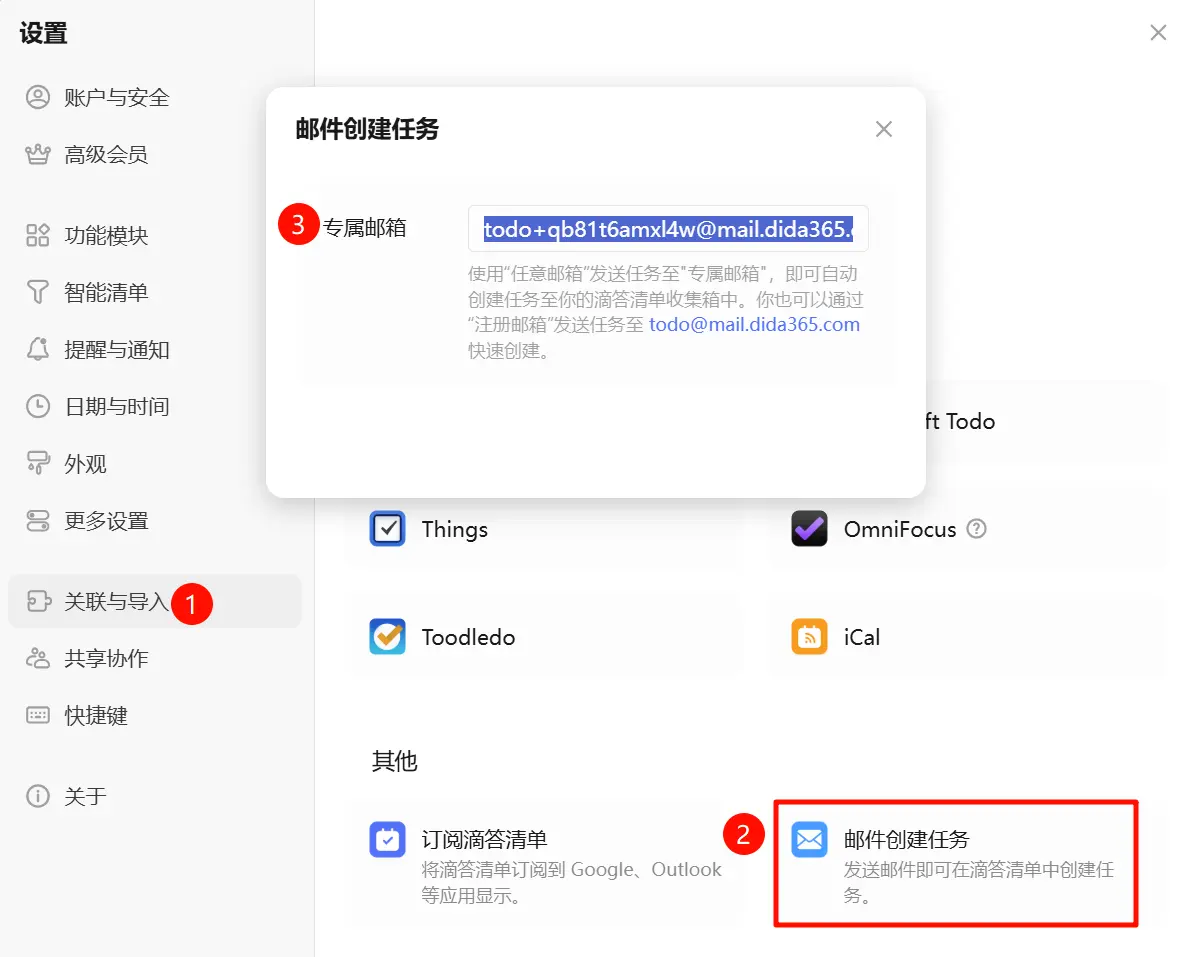 设置
账户与安全
高级会员
功能模块
智能清单
提醒与通知
日期与时间
外观
更多设置
关联与导入
1
共享协作
快捷键
关于
邮件创建任务
3
专属邮箱
todo+qb81t6amxl4w@mail.dida365.
使用“任意邮箱”发送任务至"专属邮箱"，即可自动
创建任务至你的滴答清单收集箱中。你也可以通过
“注册邮箱”发送任务至 todo@mail.dida365.com
快速创建。
ft Todo
Things
OmniFocus
?
Toodledo
iCal
其他
订阅滴答清单
将滴答清单订阅到 Google、Outlook
等应用显示。
2
邮件创建任务
发送邮件即可在滴答清单中创建任
务。